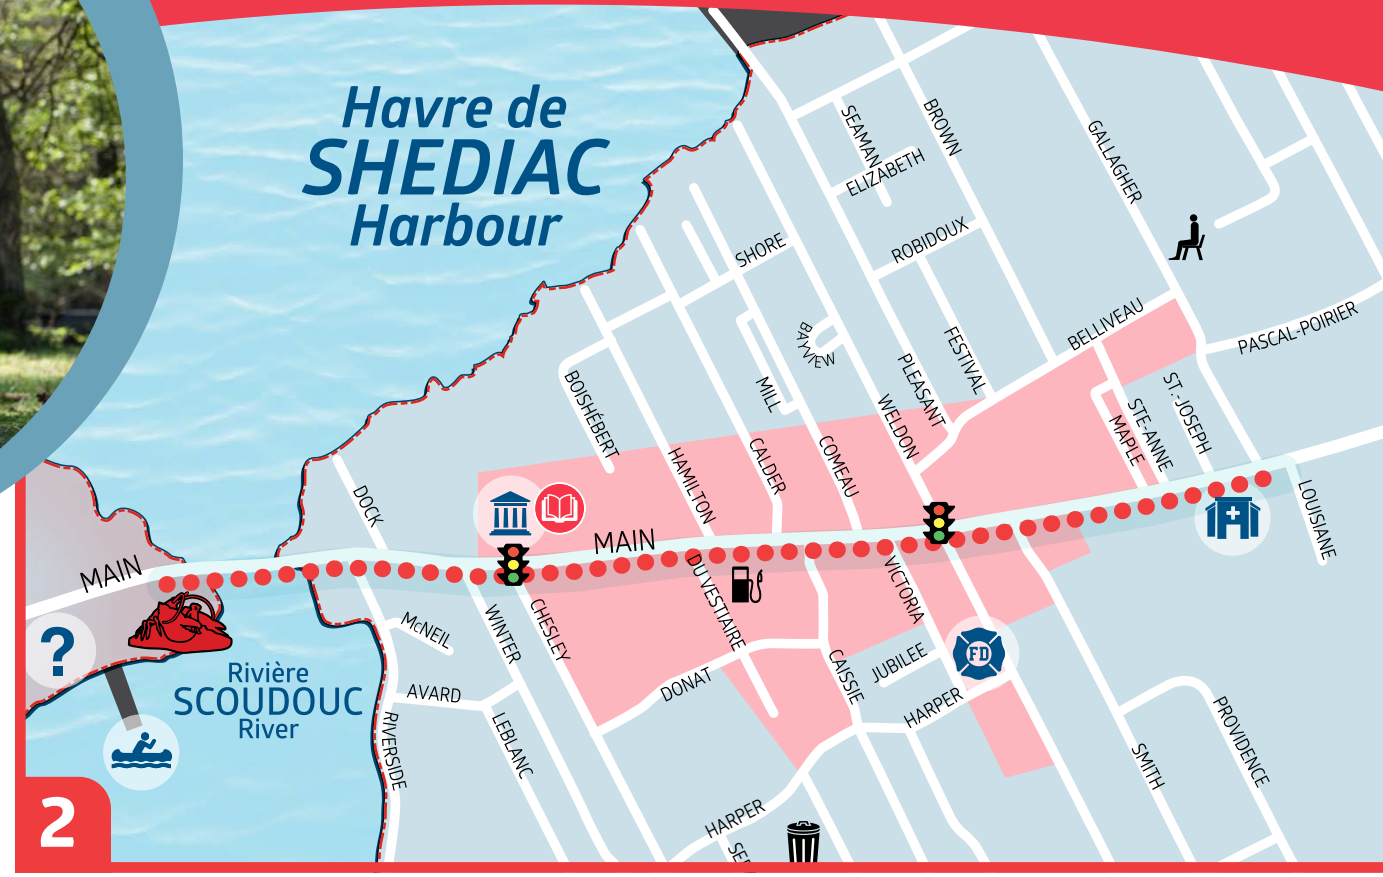 Havre de
SHEDIAC
Harbour
SEAMAN
BROWN
GALLAGHER
ELIZABETH
ROBIDOUX
SHORE
BAYVIEW
BELLIVEAU
PASCAL-POIRIER
FESTIVAL
PLEASANT
BOISHÉBERT
MILL
WELDON
ST.-JOSEPH
STE-ANNE
MAPLE
HAMILTON
CALDER
COMEAU
DOCK
LOUISIANE
MAIN
MAIN
?
McNEIL
WINTER
CHESLEY
DU VESTIAIRE
VICTORIA
FD
Rivière
SCOUDOUC
River
AVARD
RIVERSIDE
LEBLANC
DONAT
CAISSIE
JUBILEE
HARPER
SMITH
PROVIDENCE
HARPER
2